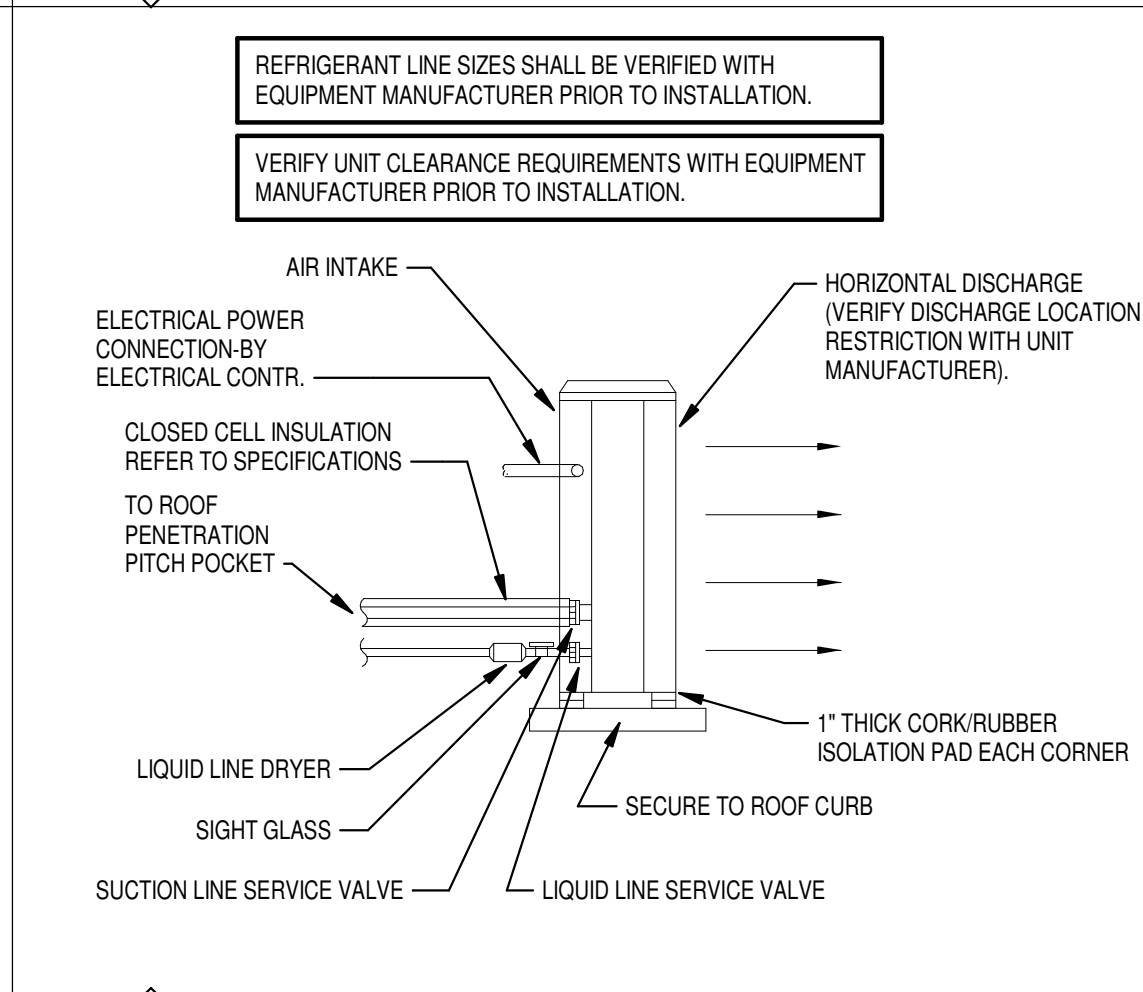 REFRIGERANT LINE SIZES SHALL BE VERIFIED WITH
EQUIPMENT MANUFACTURER PRIOR TO INSTALLATION.
VERIFY UNIT CLEARANCE REQUIREMENTS WITH EQUIPMENT
MANUFACTURER PRIOR TO INSTALLATION.
AIR INTAKE
HORIZONTAL DISCHARGE
(VERIFY DISCHARGE LOCATION
RESTRICTION WITH UNIT
MANUFACTURER).
ELECTRICAL POWER
CONNECTION-BY
ELECTRICAL CONTR.
CLOSED CELL INSULATION
REFER TO SPECIFICATIONS
TO ROOF
PENETRATION
PITCH POCKET
1" THICK CORK/RUBBER
ISOLATION PAD EACH CORNER
LIQUID LINE DRYER
SECURE TO ROOF CURB
SIGHT GLASS
SUCTION LINE SERVICE VALVE
LIQUID LINE SERVICE VALVE